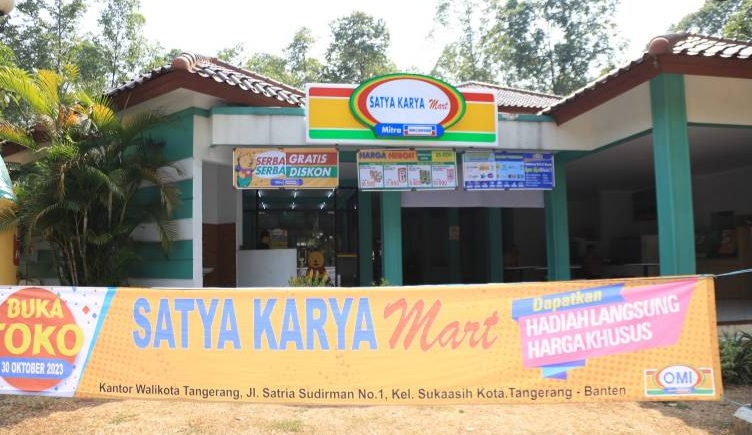 SATYA KARYA Mart
Mitra
SERBA GRATIS
SERBA DISKON
HARGA HEBOH
BUKA
TOKO
30 OKTOBER 2023
SATYA KARYA Mart
Dapatkan
HADIAH LANGSUNG
HARGA KHUSUS
OMI
Kantor Walikota Tangerang, Jl. Satria Sudirman No.1, Kel. Sukaasih Kota.Tangerang - Banten